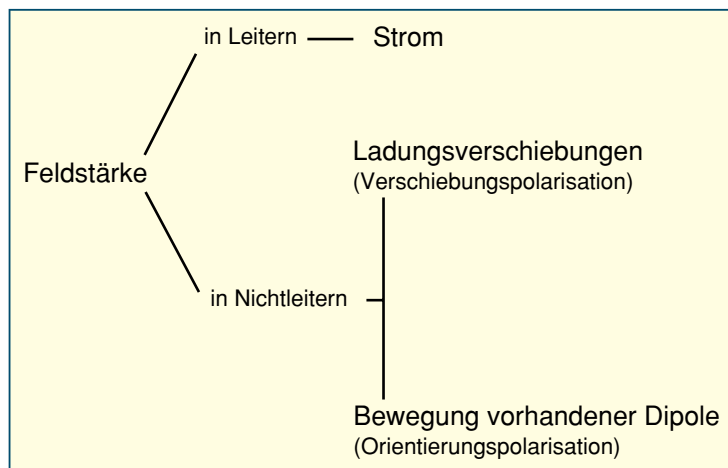 in Leitern
Strom
Feldstärke
Ladungsverschiebungen
(Verschiebungspolarisation)
in Nichtleitern
Bewegung vorhandener Dipole
(Orientierungspolarisation)